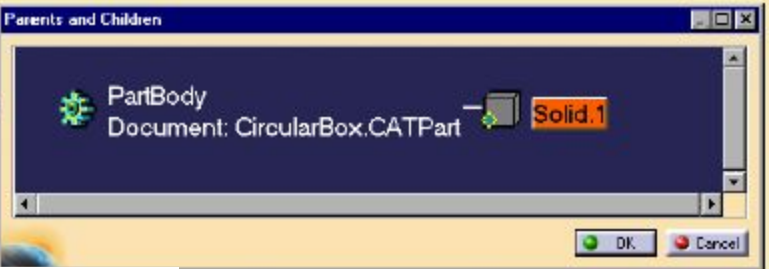 Parents and Children
PartBody
Document: CircularBox.CATPart
Solid.1
OK
Cancel